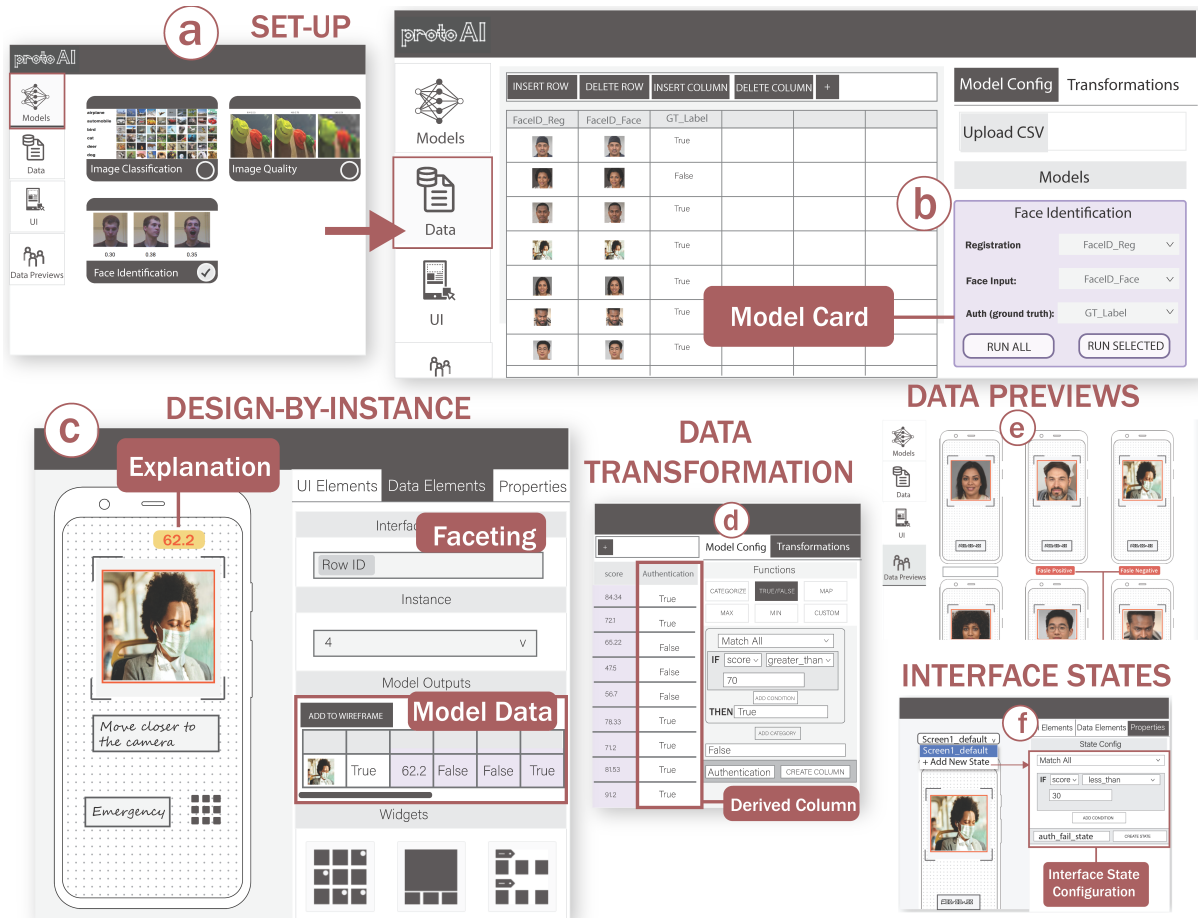 a
SET-UP
proto AI
Models
Data
UI
Data Previews
airplane
automobile
bird
cat
deer
dog
Image Classification
Image Quality
0.30
0.38
0.35
Face Identification
proto AI
Models
Data
UI
INSERT ROW
DELETE ROW
INSERT COLUMN
DELETE COLUMN
+
FaceID_Reg
FaceID_Face
GT_Label
True
False
True
True
True
True
True
Model Config
Transformations
Upload CSV
Models
b
Face Identification
Registration
FaceID_Reg
Face Input:
FaceID_Face
Auth (ground truth):
GT_Label
RUN ALL
RUN SELECTED
Model Card
c
DESIGN-BY-INSTANCE
Explanation
62.2
Move closer to
the camera
Emergency
UI Elements
Data Elements
Properties
Faceting
Row ID
Instance
4
Model Outputs
ADD TO WIREFRAME
Model Data
True
62.2
False
False
True
Widgets
DATA
TRANSFORMATION
d
+
Model Config
Transformations
score
Authentication
84.34
True
72.1
True
65.22
False
47.5
False
56.7
False
78.33
True
71.2
True
81.53
True
91.2
True
Functions
CATEGORIZE
TRUE/FALSE
MAP
MAX
MIN
CUSTOM
Match All
IF
score
greater_than
70
ADD CONDITION
THEN
True
ADD CATEGORY
False
Authentication
CREATE COLUMN
Derived Column
DATA PREVIEWS
e
Models
Data
UI
Data Previews
Fasle Positive
Fasle Negative
INTERFACE STATES
f
Screen1_default
Screen1_default
+ Add New State
Elements
Data Elements
Properties
State Config
Match All
IF
score
less_than
30
ADD CONDITION
auth_fail_state
CREATE STATE
Interface State
Configuration